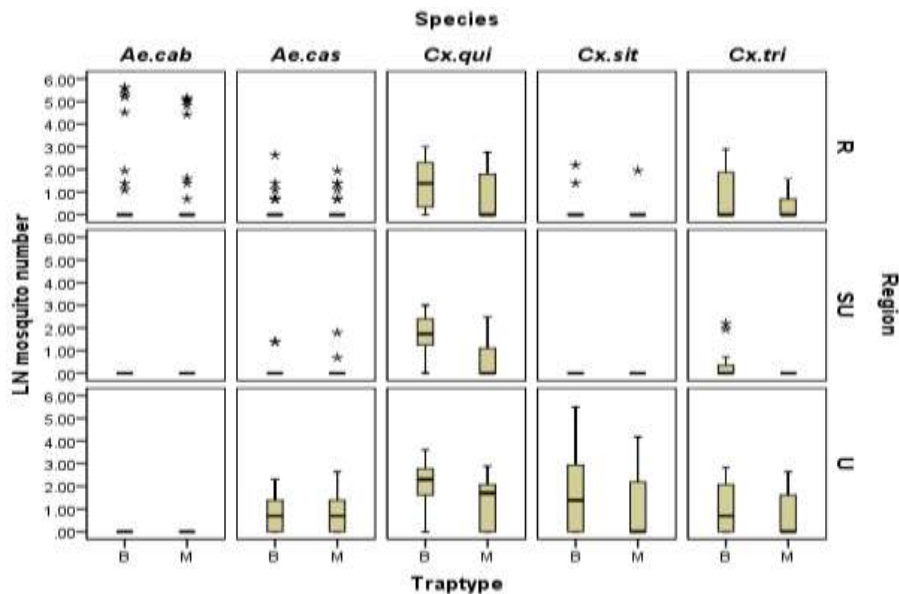 Species
Ae.cab Ae.cas Cx.qui Cx.sit Cx.tri
6.00
5.00
4.00
3.00
2.00
1.00
.00
R
6.00
5.00
4.00
3.00
2.00
1.00
.00
SU
6.00
5.00
4.00
3.00
2.00
1.00
.00
U
LN mosquito number
Region
B M B M B M B M B M
Traptype